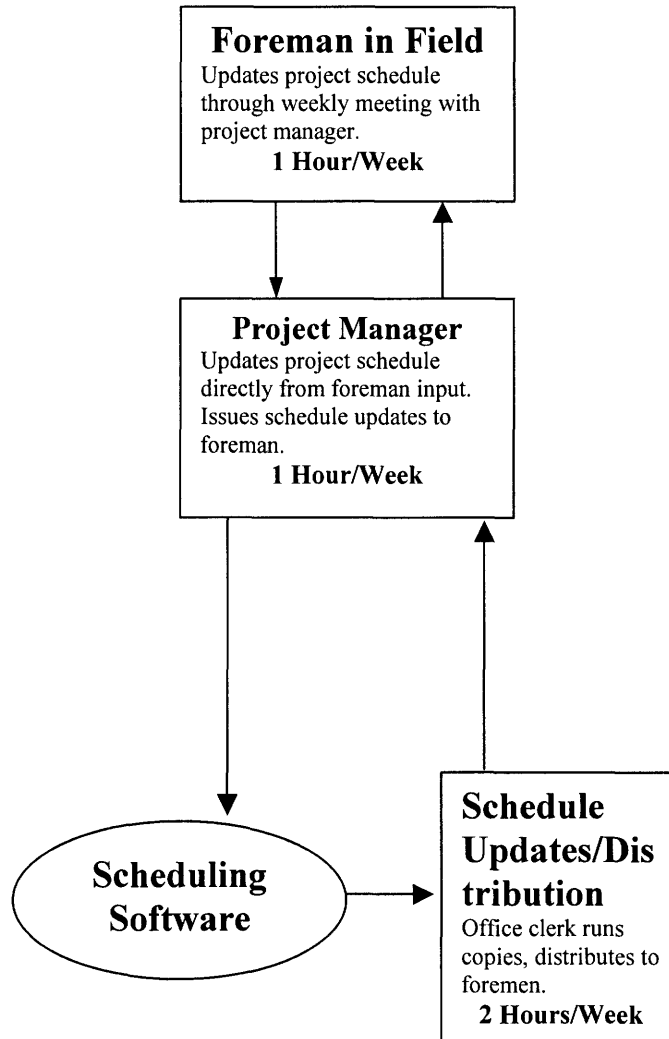 Foreman in Field
Updates project schedule
through weekly meeting with
project manager.
1 Hour/Week
Project Manager
Updates project schedule
directly from foreman input.
Issues schedule updates to
foreman.
1 Hour/Week
Scheduling
Software
Schedule
Updates/Dis
tribution
Office clerk runs
copies, distributes to
foremen.
2 Hours/Week